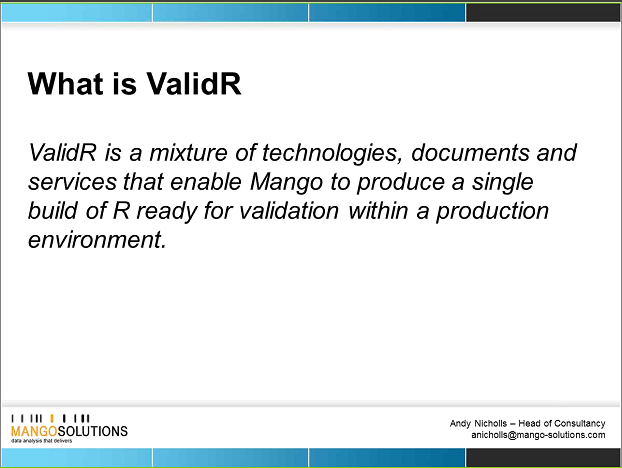 What is ValidR
ValidR is a mixture of technologies, documents and
services that enable Mango to produce a single
build of R ready for validation within a production
environment.
MANGOSOLUTIONS
data analysis that delivers
Andy Nicholls – Head of Consultancy
anicholls@mango-solutions.com